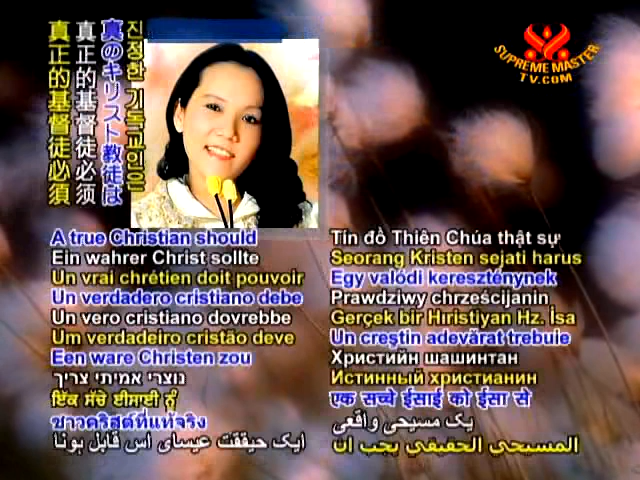 SUPREME MASTER
TV.COM
真正的基督徒必須
真正的基督徒必须
真のキリスト教徒は
진정한 기독교인은
A true Christian should
Ein wahrer Christ sollte
Un vrai chrétien doit pouvoir
Un verdadero cristiano debe
Un vero cristiano dovrebbe
Um verdadeiro cristão deve
Een ware Christen zou
נוצרי אמיתי צריך
ਇੱਕ ਸੱਚੇ ਈਸਾਈ ਨੂੰ
ชาวคริสต์ที่แท้จริง
ایک حقیقت عیسای اس قابل ہونا
Tín đồ Thiên Chúa thật sự
Seorang Kristen sejati harus
Egy valódi kereszténynek
Prawdziwy chrześcijanin
Gerçek bir Hıristiyan Hz. İsa
Un creştin adevărat trebuie
Христийн шашинтан
Истинный христианин
एक सच्चे ईसाई को ईसा से
یک مسیحی واقعی
المسيحي الحقيقي يجب ان